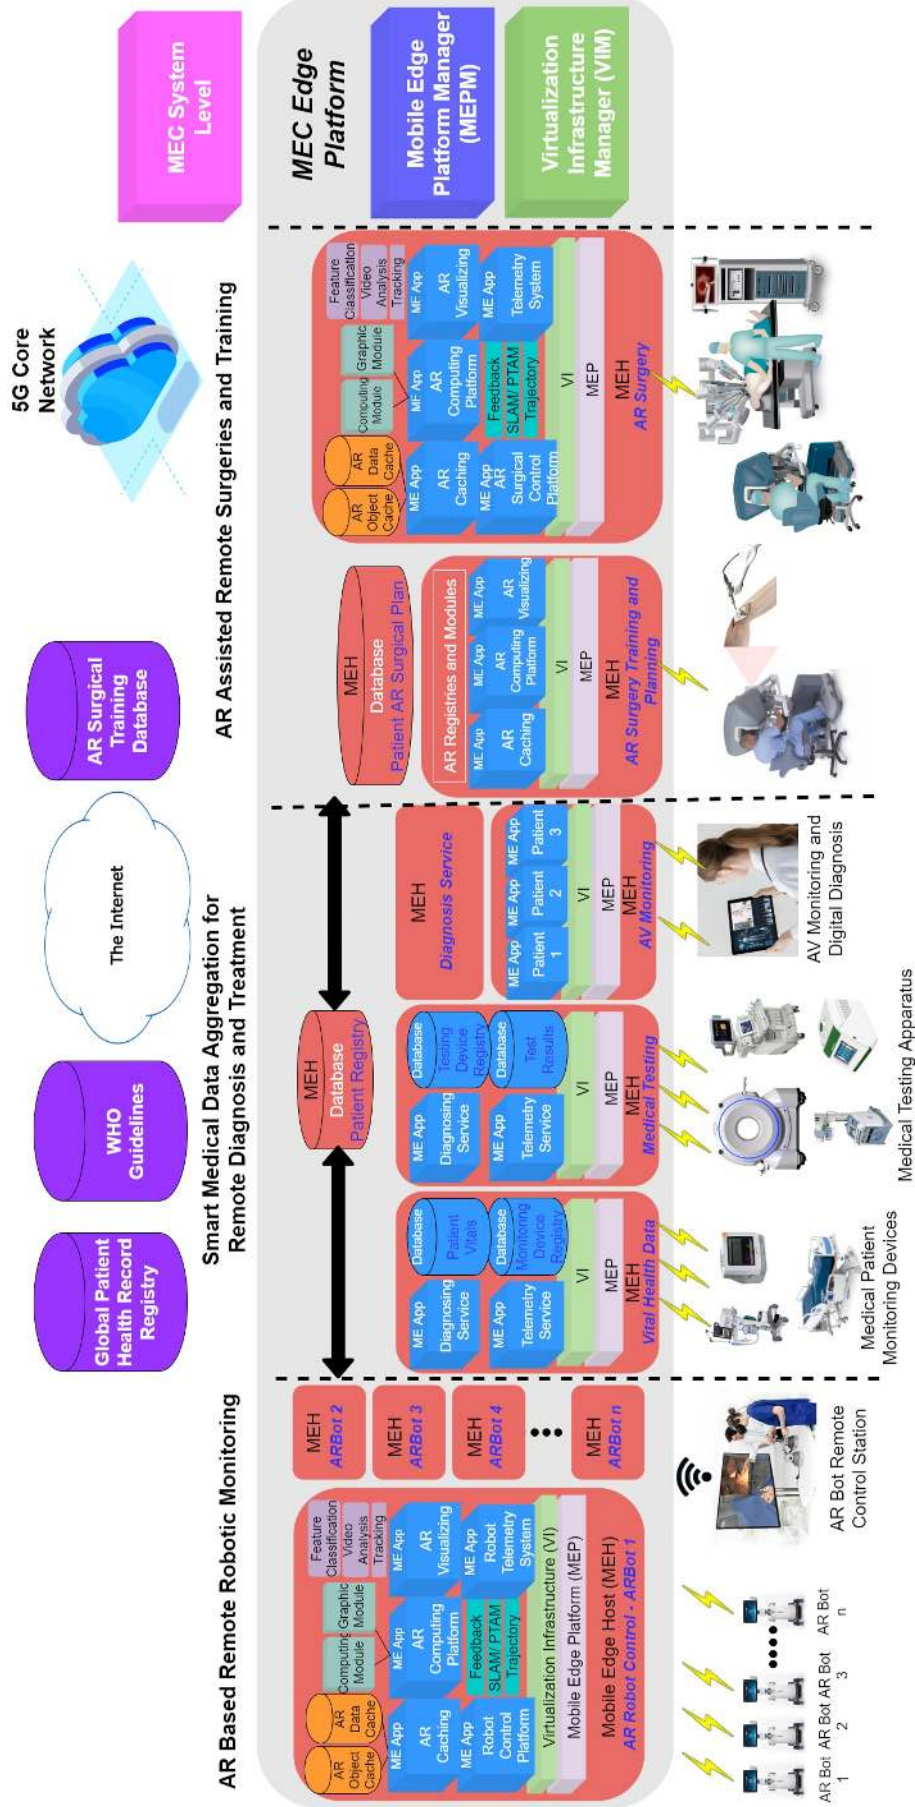 Global Patient
Health Record
Registry
WHO
Guidelines
The Internet
AR Surgical
Training
Database
5G Core
Network
MEC System
Level
AR Based Remote Robotic Monitoring
Smart Medical Data Aggregation for
Remote Diagnosis and Treatment
AR Assisted Remote Surgeries and Training
MEC Edge
Platform
Mobile Edge
Platform Manager
(MEPM)
Virtualization
Infrastructure
Manager (VIM)
AR
Object
Cache
AR
Data
Cache
Computing
Module
Graphic
Module
Feature
Classification
Video
Analysis
Tracking
ME App
AR
Caching
ME App
AR
Computing
Platform
ME App
AR
Visualizing
ME App
Robot
Control
Platform
Feedback
SLAM/ PTAM
Trajectory
ME App
Robot
Telemetry
System
Virtualization Infrastructure (VI)
Mobile Edge Platform (MEP)
Mobile Edge Host (MEH)
AR Robot Control - ARBot 1
MEH
ARBot 2
MEH
ARBot 3
MEH
ARBot 4
MEH
ARBot n
MEH
Database
Patient Registry
ME App
Diagnosing
Service
Database
Patient
Vitals
ME App
Telemetry
Service
Database
Monitoring
Device
Registry
VI
MEP
MEH
Vital Health Data
ME App
Diagnosing
Service
Database
Testing
Device
Registry
ME App
Telemetry
Service
Database
Test
Results
VI
MEP
MEH
Medical Testing
MEH
Diagnosis Service
ME App
Patient
1
ME App
Patient
2
ME App
Patient
3
VI
MEP
MEH
AV Monitoring
MEH
Database
Patient AR Surgical Plan
AR Registries and Modules
ME App
AR
Caching
ME App
AR
Computing
Platform
ME App
AR
Visualizing
VI
MEP
MEH
AR Surgery Training and
Planning
AR
Object
Cache
AR
Data
Cache
Computing
Module
Graphic
Module
Feature
Classification
Video
Analysis
Tracking
ME App
AR
Caching
MF App
AR
Computing
Platform
MF App
AR
Visualizing
ME App
AR
Surgical
Control
Platform
Feedback
SLAM/ PTAM
Trajectory
ME App
Telemetry
System
VI
MEP
MEH
AR Surgery
AR Bot
1
AR Bot
2
AR Bot
3
AR Bot
n
AR Bot Remote
Control Station
Medical Patient
Monitoring Devices
Medical Testing Apparatus
AV Monitoring and
Digital Diagnosis